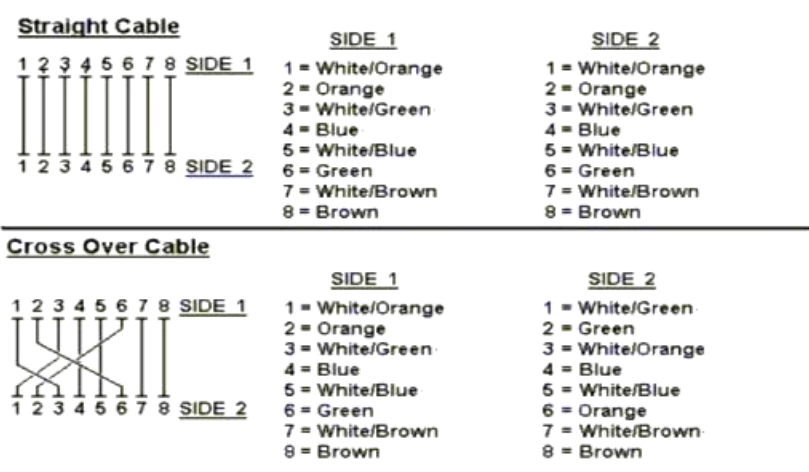 Straight Cable
1 2 3 4 5 6 7 8 SIDE 1
1 2 3 4 5 6 7 8 SIDE 2
SIDE 1
1 = White/Orange
2 = Orange
3 = White/Green
4 = Blue
5 = White/Blue
6 = Green
7 = White/Brown
8 = Brown
SIDE 2
1 = White/Orange
2 = Orange
3 = White/Green
4 = Blue
5 = White/Blue
6 = Green
7 = White/Brown
8 = Brown
Cross Over Cable
1 2 3 4 5 6 7 8 SIDE 1
1 2 3 4 5 6 7 8 SIDE 2
SIDE 1
1 = White/Orange
2 = Orange
3 = White/Green
4 = Blue
5 = White/Blue
6 = Green
7 = White/Brown
8 = Brown
SIDE 2
1 = White/Green
2 = Green
3 = White/Orange
4 = Blue
5 = White/Blue
6 = Orange
7 = White/Brown
8 = Brown